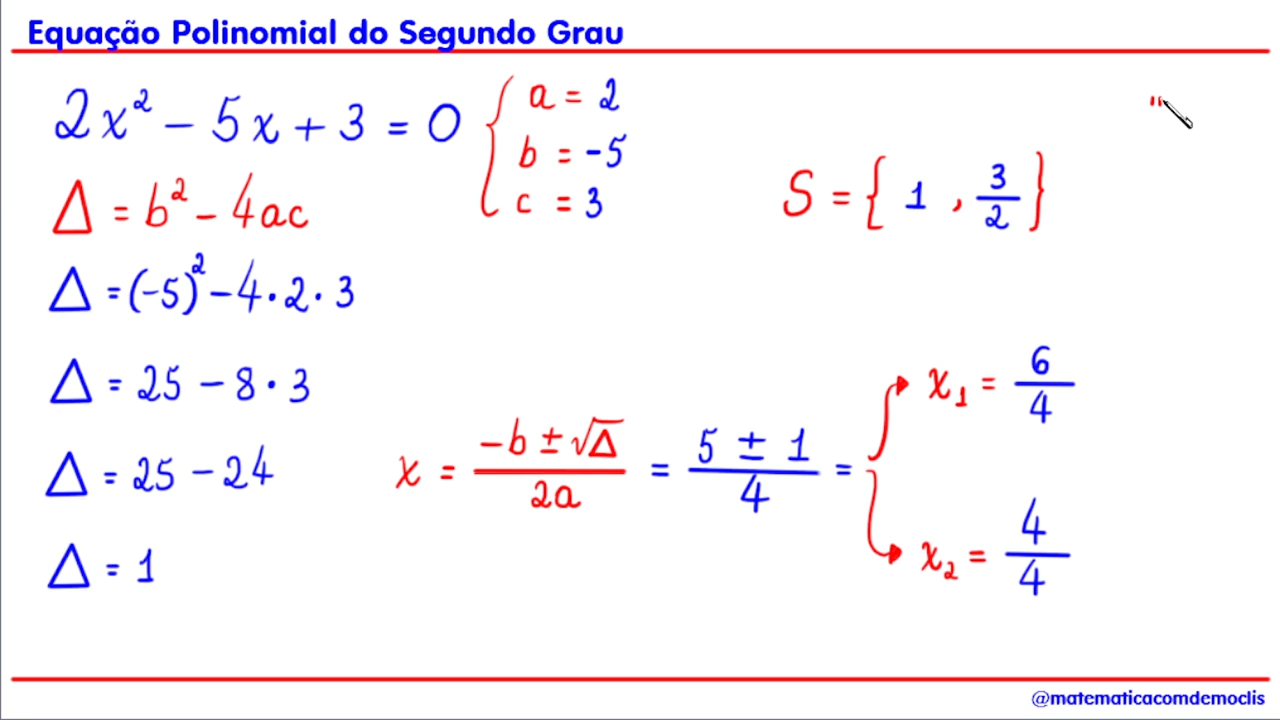 Equação Polinomial do Segundo Grau
2x² − 5x + 3 = 0 { a = 2
b = -5
c = 3
Δ = b² − 4ac
Δ = (-5)² − 4 · 2 · 3
Δ = 25 − 8 · 3
Δ = 25 − 24
Δ = 1
x = (−b ± √Δ)/2a = (5 ± 1)/4 =
x₁ = 6/4
x₂ = 4/4
S = { 1 , 3/2 }
"
@matematicacomdemoclis